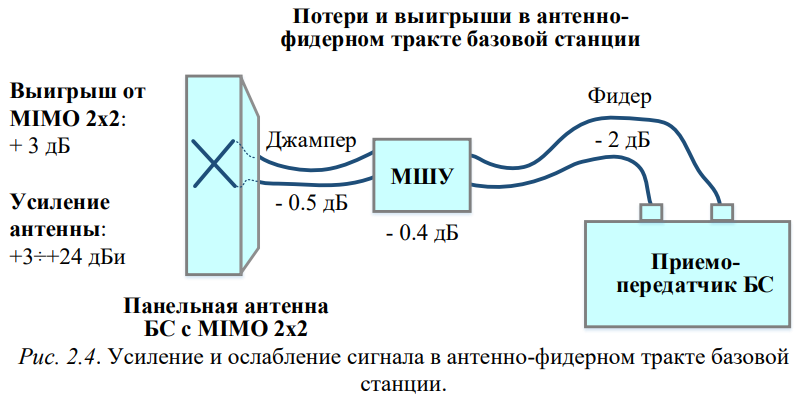 Потери и выигрыши в антенно-
фидерном тракте базовой станции
Выигрыш от
MIMO 2x2:
+ 3 дБ
Усиление
антенны:
+3÷+24 дБи
Джампер
- 0.5 дБ
МШУ
- 0.4 дБ
Фидер
- 2 дБ
Приемо-
передатчик БС
Панельная антенна
БС с MIMO 2x2
Рис. 2.4. Усиление и ослабление сигнала в антенно-фидерном тракте базовой
станции.